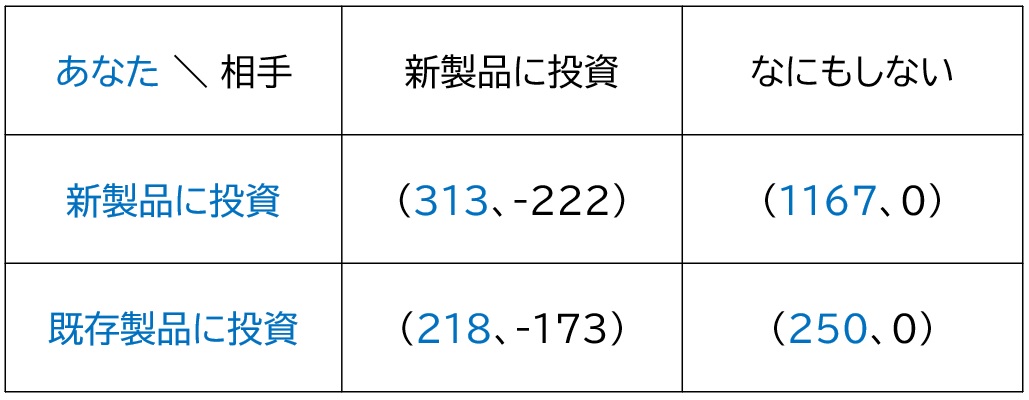 あなた ＼ 相手 新製品に投資 なにもしない
新製品に投資 （313、-222） （1167、0）
既存製品に投資 （218、-173） （250、0）